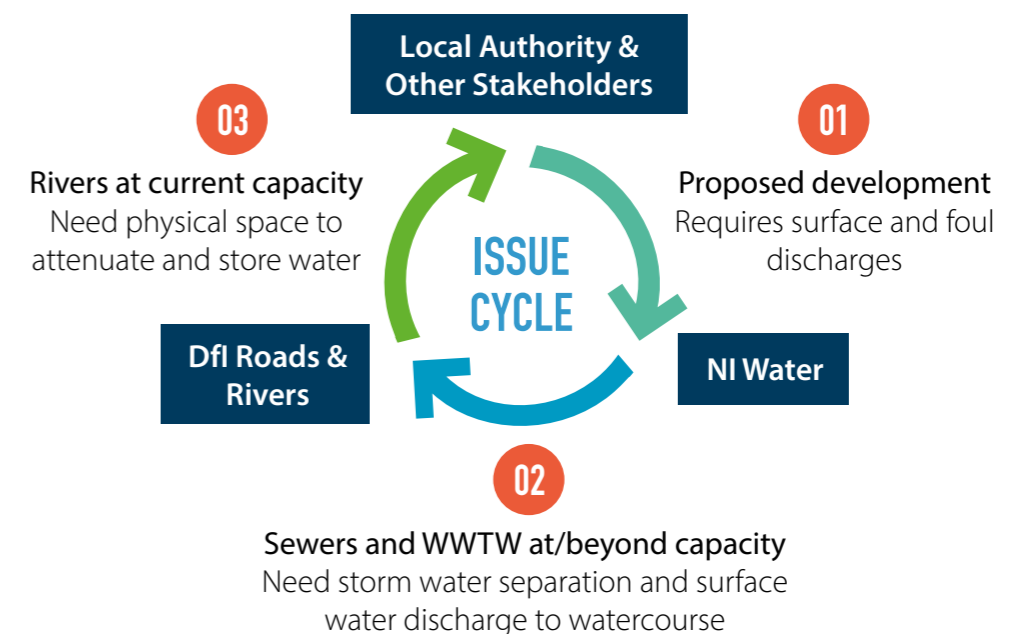 Local Authority &
Other Stakeholders
01
Proposed development
Requires surface and foul
discharges
NI Water
02
Sewers and WWTW at/beyond capacity
Need storm water separation and surface
water discharge to watercourse
DfI Roads &
Rivers
03
Rivers at current capacity
Need physical space to
attenuate and store water
ISSUE
CYCLE